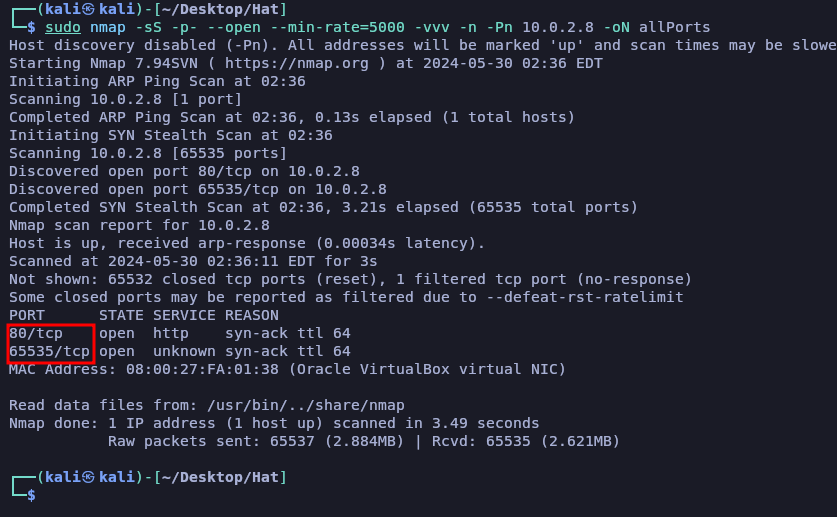 ┌──(kali㉿kali)-[~/Desktop/Hat]
└─$ sudo nmap -sS -p- --open --min-rate=5000 -vvv -n -Pn 10.0.2.8 -oN allPorts
Host discovery disabled (-Pn). All addresses will be marked 'up' and scan times may be slowe
Starting Nmap 7.94SVN ( https://nmap.org ) at 2024-05-30 02:36 EDT
Initiating ARP Ping Scan at 02:36
Scanning 10.0.2.8 [1 port]
Completed ARP Ping Scan at 02:36, 0.13s elapsed (1 total hosts)
Initiating SYN Stealth Scan at 02:36
Scanning 10.0.2.8 [65535 ports]
Discovered open port 80/tcp on 10.0.2.8
Discovered open port 65535/tcp on 10.0.2.8
Completed SYN Stealth Scan at 02:36, 3.21s elapsed (65535 total ports)
Nmap scan report for 10.0.2.8
Host is up, received arp-response (0.00034s latency).
Scanned at 2024-05-30 02:36:11 EDT for 3s
Not shown: 65532 closed tcp ports (reset), 1 filtered tcp port (no-response)
Some closed ports may be reported as filtered due to --defeat-rst-ratelimit
PORT      STATE SERVICE REASON
80/tcp    open  http    syn-ack ttl 64
65535/tcp open  unknown syn-ack ttl 64
MAC Address: 08:00:27:FA:01:38 (Oracle VirtualBox virtual NIC)
Read data files from: /usr/bin/../share/nmap
Nmap done: 1 IP address (1 host up) scanned in 3.49 seconds
           Raw packets sent: 65537 (2.884MB) | Rcvd: 65535 (2.621MB)
┌──(kali㉿kali)-[~/Desktop/Hat]
└─$